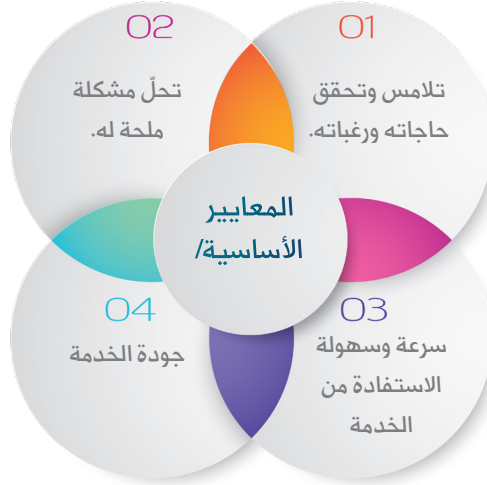 المعايير
الأساسية/
01
تلامس وتحقق
حاجاته ورغباته.
02
تحلّ مشكلة
ملحة له.
03
سرعة وسهولة
الاستفادة من
الخدمة
04
جودة الخدمة